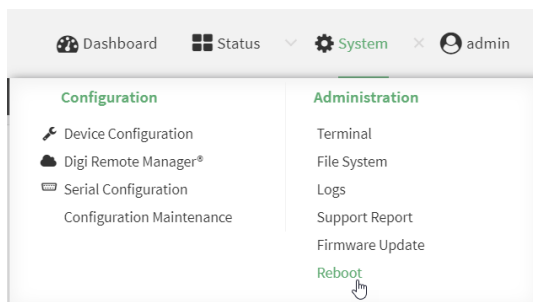 Dashboard Status System admin
Configuration
Device Configuration
Digi Remote Manager®
Serial Configuration
Configuration Maintenance
Administration
Terminal
File System
Logs
Support Report
Firmware Update
Reboot